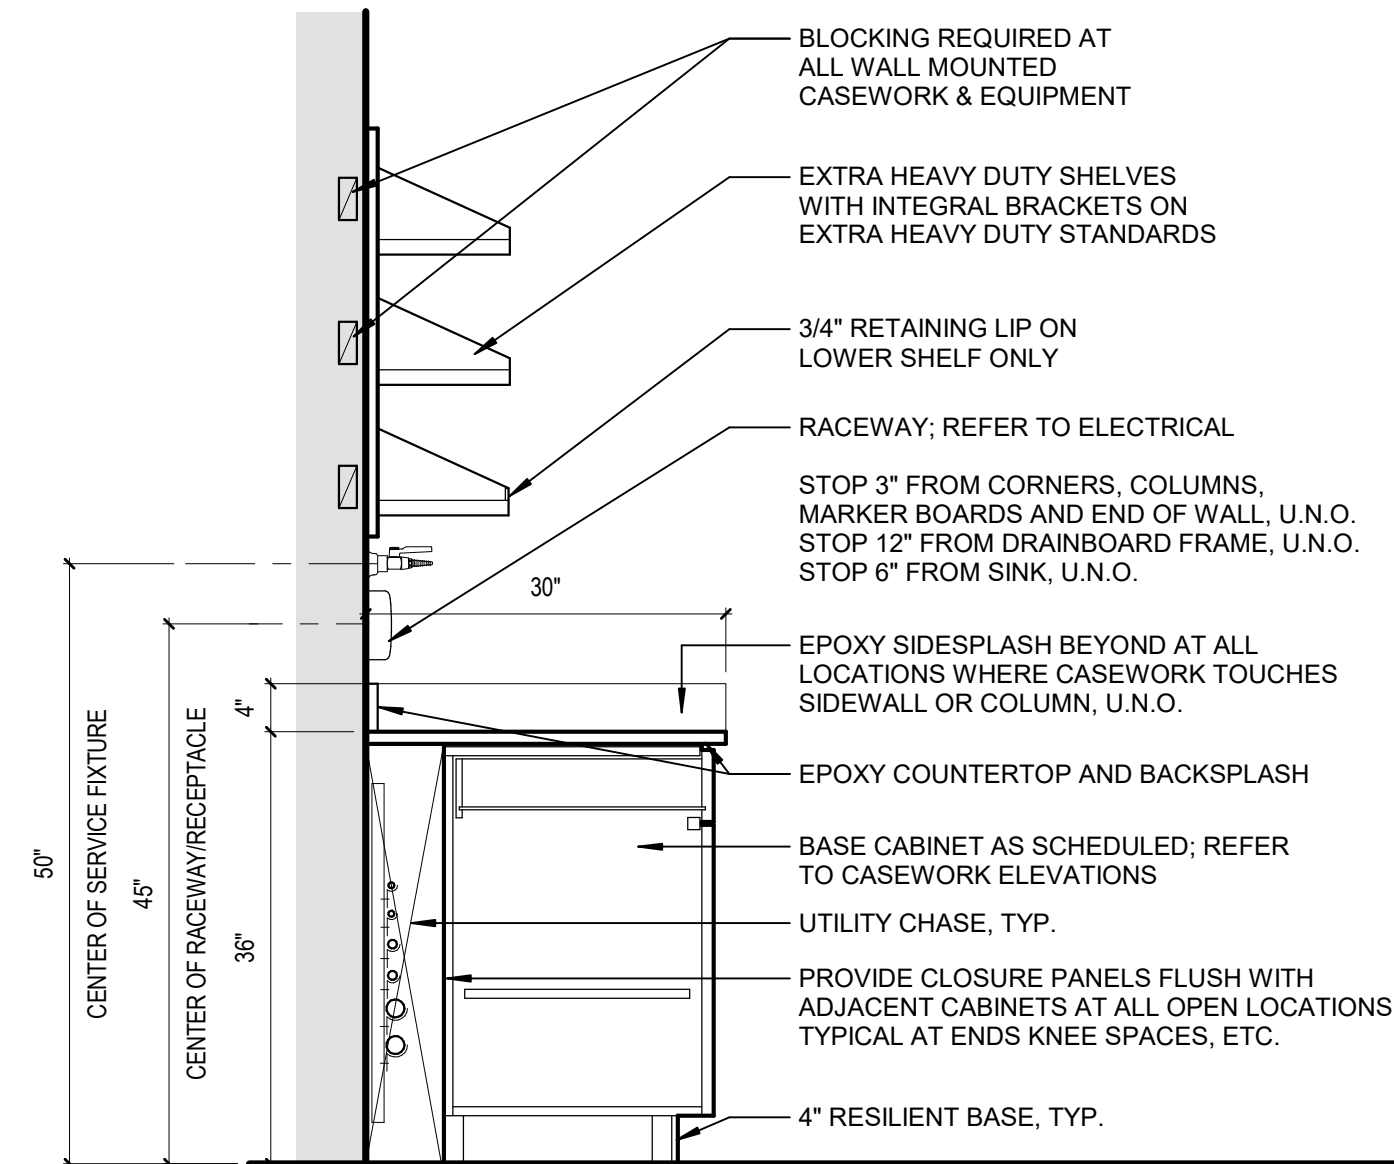 BLOCKING REQUIRED AT
ALL WALL MOUNTED
CASEWORK & EQUIPMENT
EXTRA HEAVY DUTY SHELVES
WITH INTEGRAL BRACKETS ON
EXTRA HEAVY DUTY STANDARDS
3/4" RETAINING LIP ON
LOWER SHELF ONLY
RACEWAY; REFER TO ELECTRICAL
STOP 3" FROM CORNERS, COLUMNS,
MARKER BOARDS AND END OF WALL, U.N.O.
STOP 12" FROM DRAINBOARD FRAME, U.N.O.
STOP 6" FROM SINK, U.N.O.
30"
EPOXY SIDESPLASH BEYOND AT ALL
LOCATIONS WHERE CASEWORK TOUCHES
SIDEWALL OR COLUMN, U.N.O.
EPOXY COUNTERTOP AND BACKSPLASH
BASE CABINET AS SCHEDULED; REFER
TO CASEWORK ELEVATIONS
UTILITY CHASE, TYP.
PROVIDE CLOSURE PANELS FLUSH WITH
ADJACENT CABINETS AT ALL OPEN LOCATIONS
TYPICAL AT ENDS KNEE SPACES, ETC.
4" RESILIENT BASE, TYP.
50"
CENTER OF SERVICE FIXTURE
45"
CENTER OF RACEWAY/RECEPTACLE
4"
36"